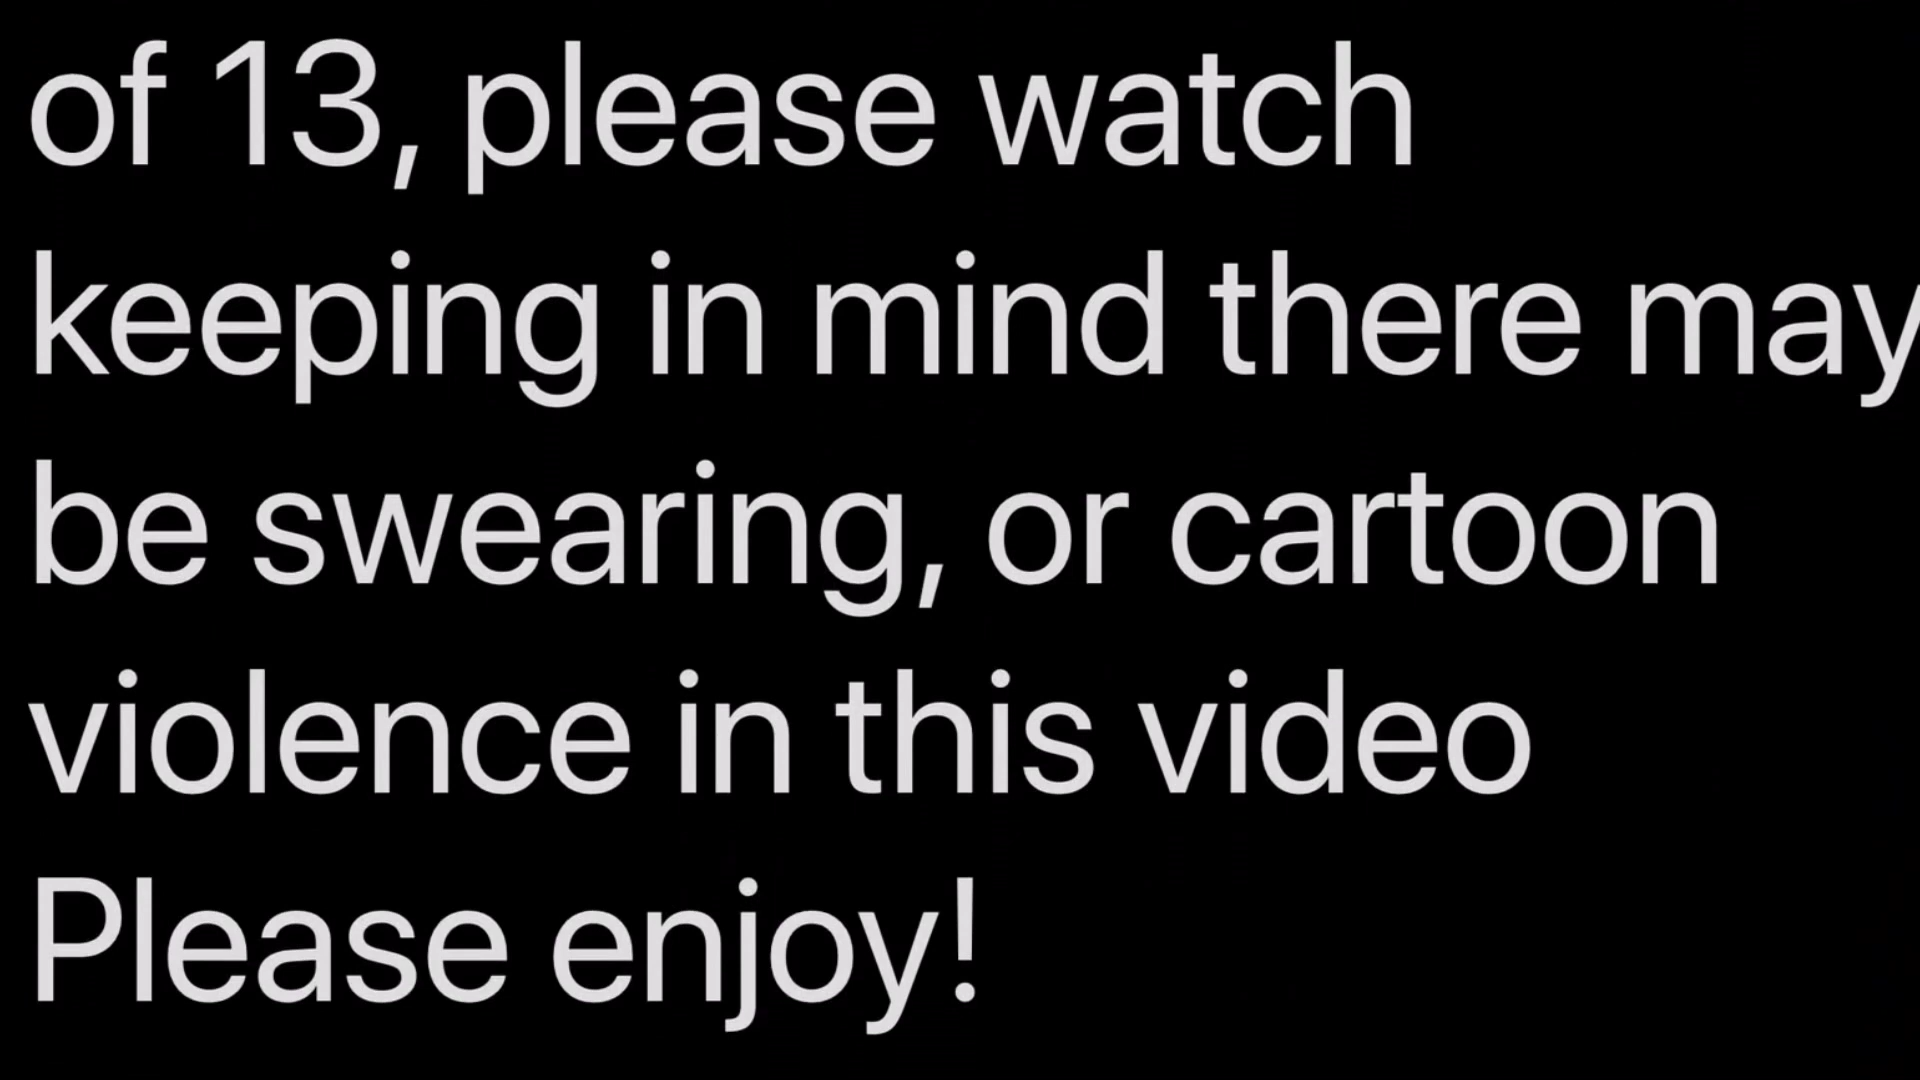 of 13, please watch
keeping in mind there may
be swearing, or cartoon
violence in this video
Please enjoy!